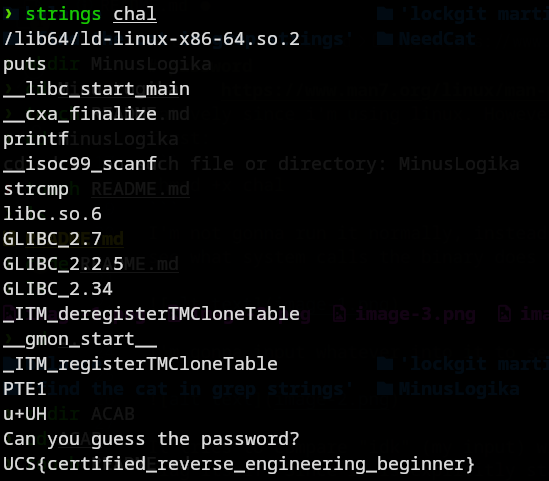 ❯ strings chal
/lib64/ld-linux-x86-64.so.2
puts
__libc_start_main
__cxa_finalize
printf
__isoc99_scanf
strcmp
libc.so.6
GLIBC_2.7
GLIBC_2.2.5
GLIBC_2.34
_ITM_deregisterTMCloneTable
__gmon_start__
_ITM_registerTMCloneTable
PTE1
u+UH
Can you guess the password?
UCS{certified_reverse_engineering_beginner}